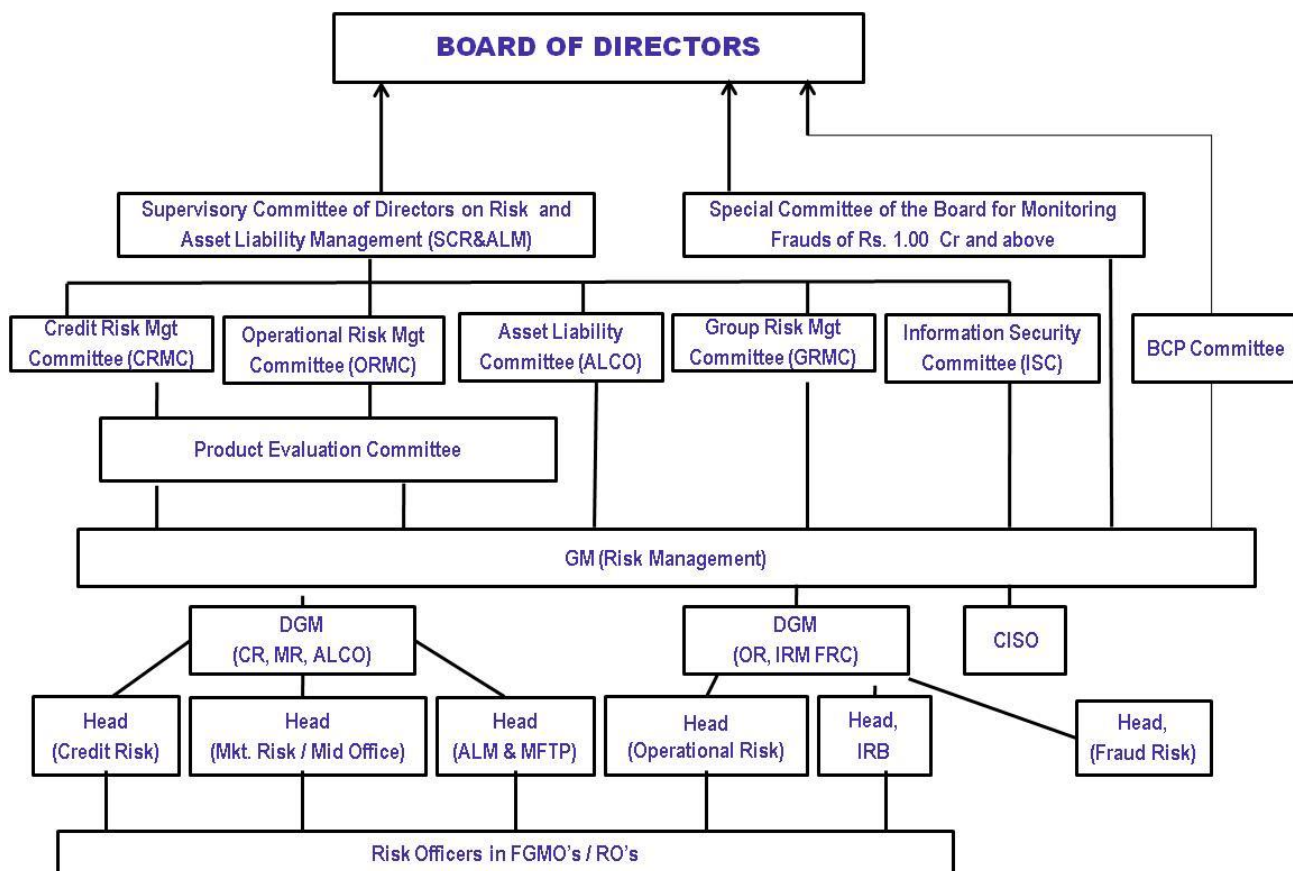 BOARD OF DIRECTORS
Supervisory Committee of Directors on Risk and
Asset Liability Management (SCR&ALM)
Special Committee of the Board for Monitoring
Frauds of Rs. 1.00 Cr and above
Credit Risk Mgt
Committee (CRMC)
Operational Risk Mgt
Committee (ORMC)
Asset Liability
Committee (ALCO)
Group Risk Mgt
Committee (GRMC)
Information Security
Committee (ISC)
BCP Committee
Product Evaluation Committee
GM (Risk Management)
DGM
(CR, MR, ALCO)
DGM
(OR, IRM FRC)
CISO
Head
(Credit Risk)
Head
(Mkt. Risk / Mid Office)
Head
(ALM & MFTP)
Head
(Operational Risk)
Head,
IRB
Head,
(Fraud Risk)
Risk Officers in FGMO's / RO's